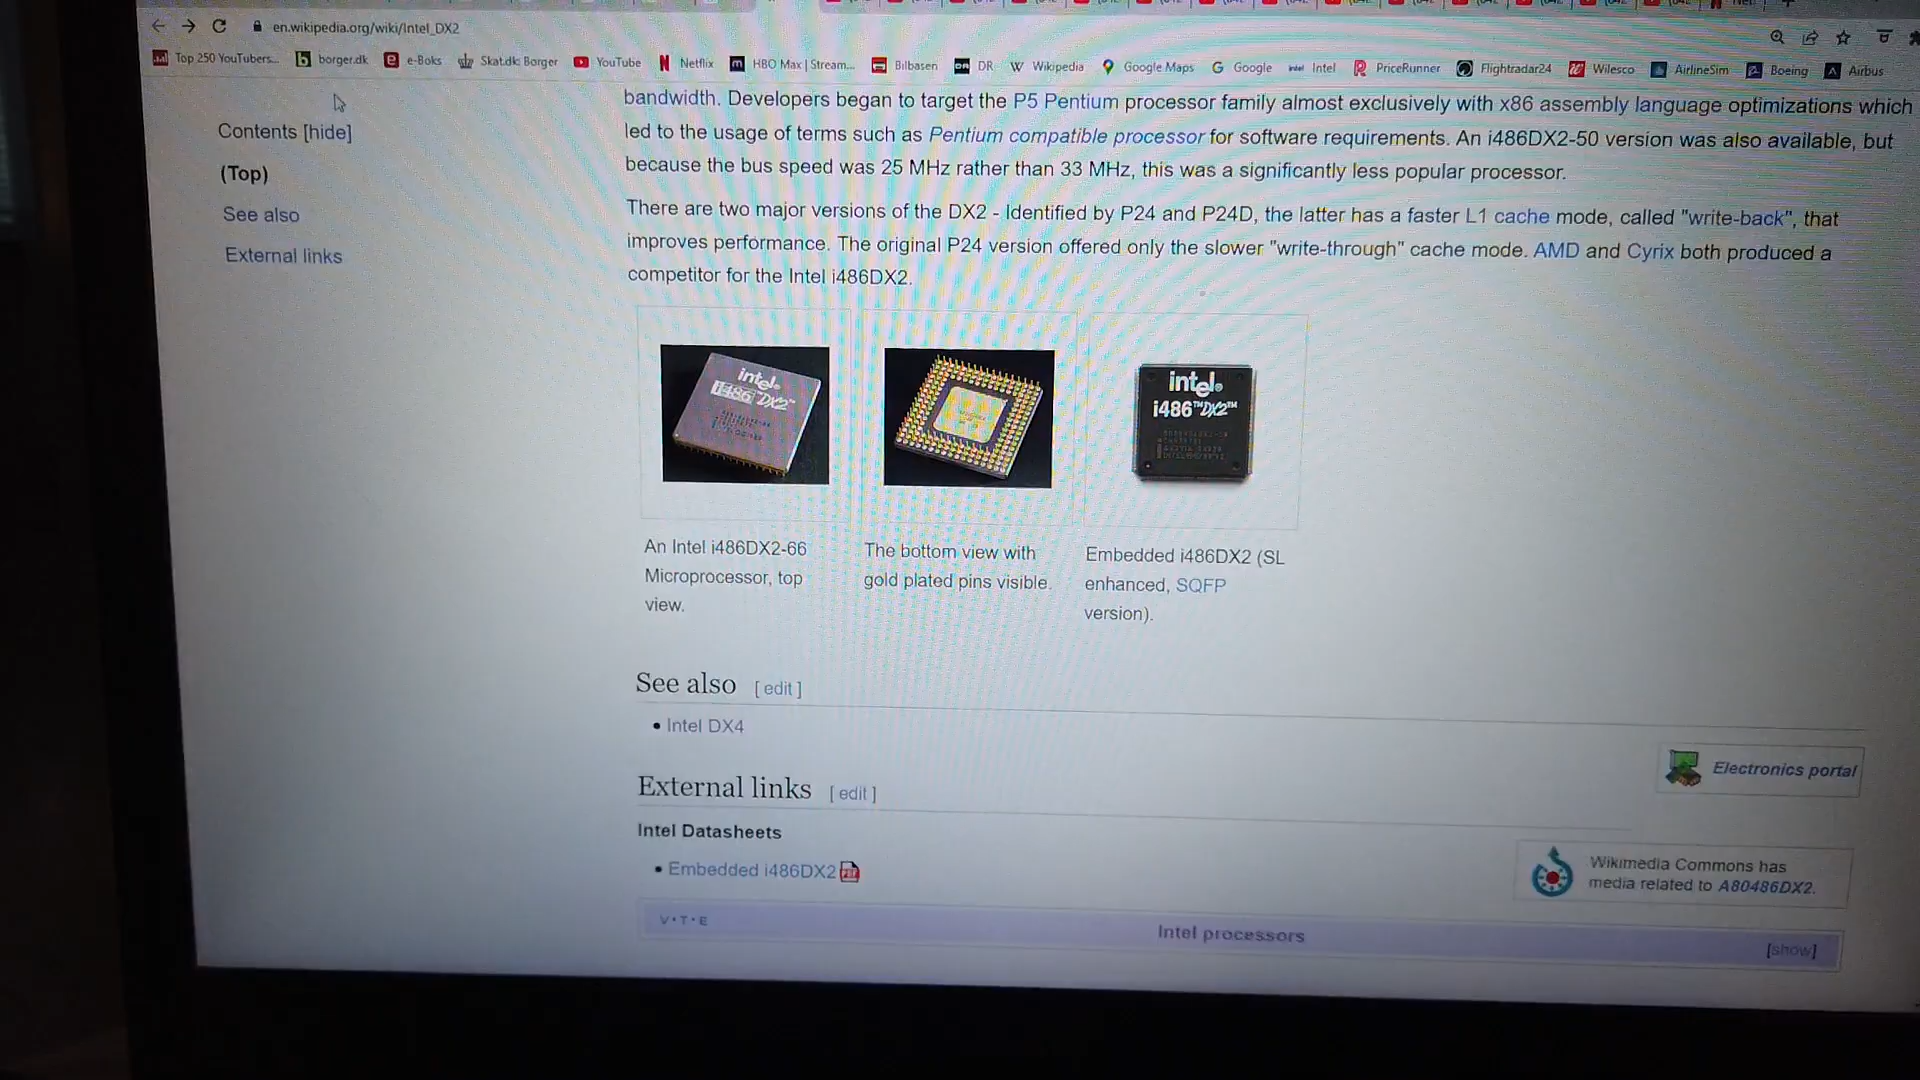 en.wikipedia.org/wiki/Intel_DX2
Top 250 YouTubers... borger.dk e-Boks Skat.dk: Borger YouTube Netflix HBO Max | Stream... Bilbasen DR Wikipedia Google Maps Google Intel PriceRunner Flightradar24 Wilesco AirlineSim Boeing Airbus
Contents [hide]
(Top)
See also
External links
bandwidth. Developers began to target the P5 Pentium processor family almost exclusively with x86 assembly language optimizations which
led to the usage of terms such as Pentium compatible processor for software requirements. An i486DX2-50 version was also available, but
because the bus speed was 25 MHz rather than 33 MHz, this was a significantly less popular processor.
There are two major versions of the DX2 - Identified by P24 and P24D, the latter has a faster L1 cache mode, called "write-back", that
improves performance. The original P24 version offered only the slower "write-through" cache mode. AMD and Cyrix both produced a
competitor for the Intel i486DX2.
intel®
i486™DX2™
intel®
i486™DX2™
An Intel i486DX2-66
Microprocessor, top
view.
The bottom view with
gold plated pins visible.
Embedded i486DX2 (SL
enhanced, SQFP
version).
See also [ edit ]
• Intel DX4
Electronics portal
External links [ edit ]
Intel Datasheets
• Embedded i486DX2
Wikimedia Commons has
media related to A80486DX2.
V • T • E
Intel processors
[show]